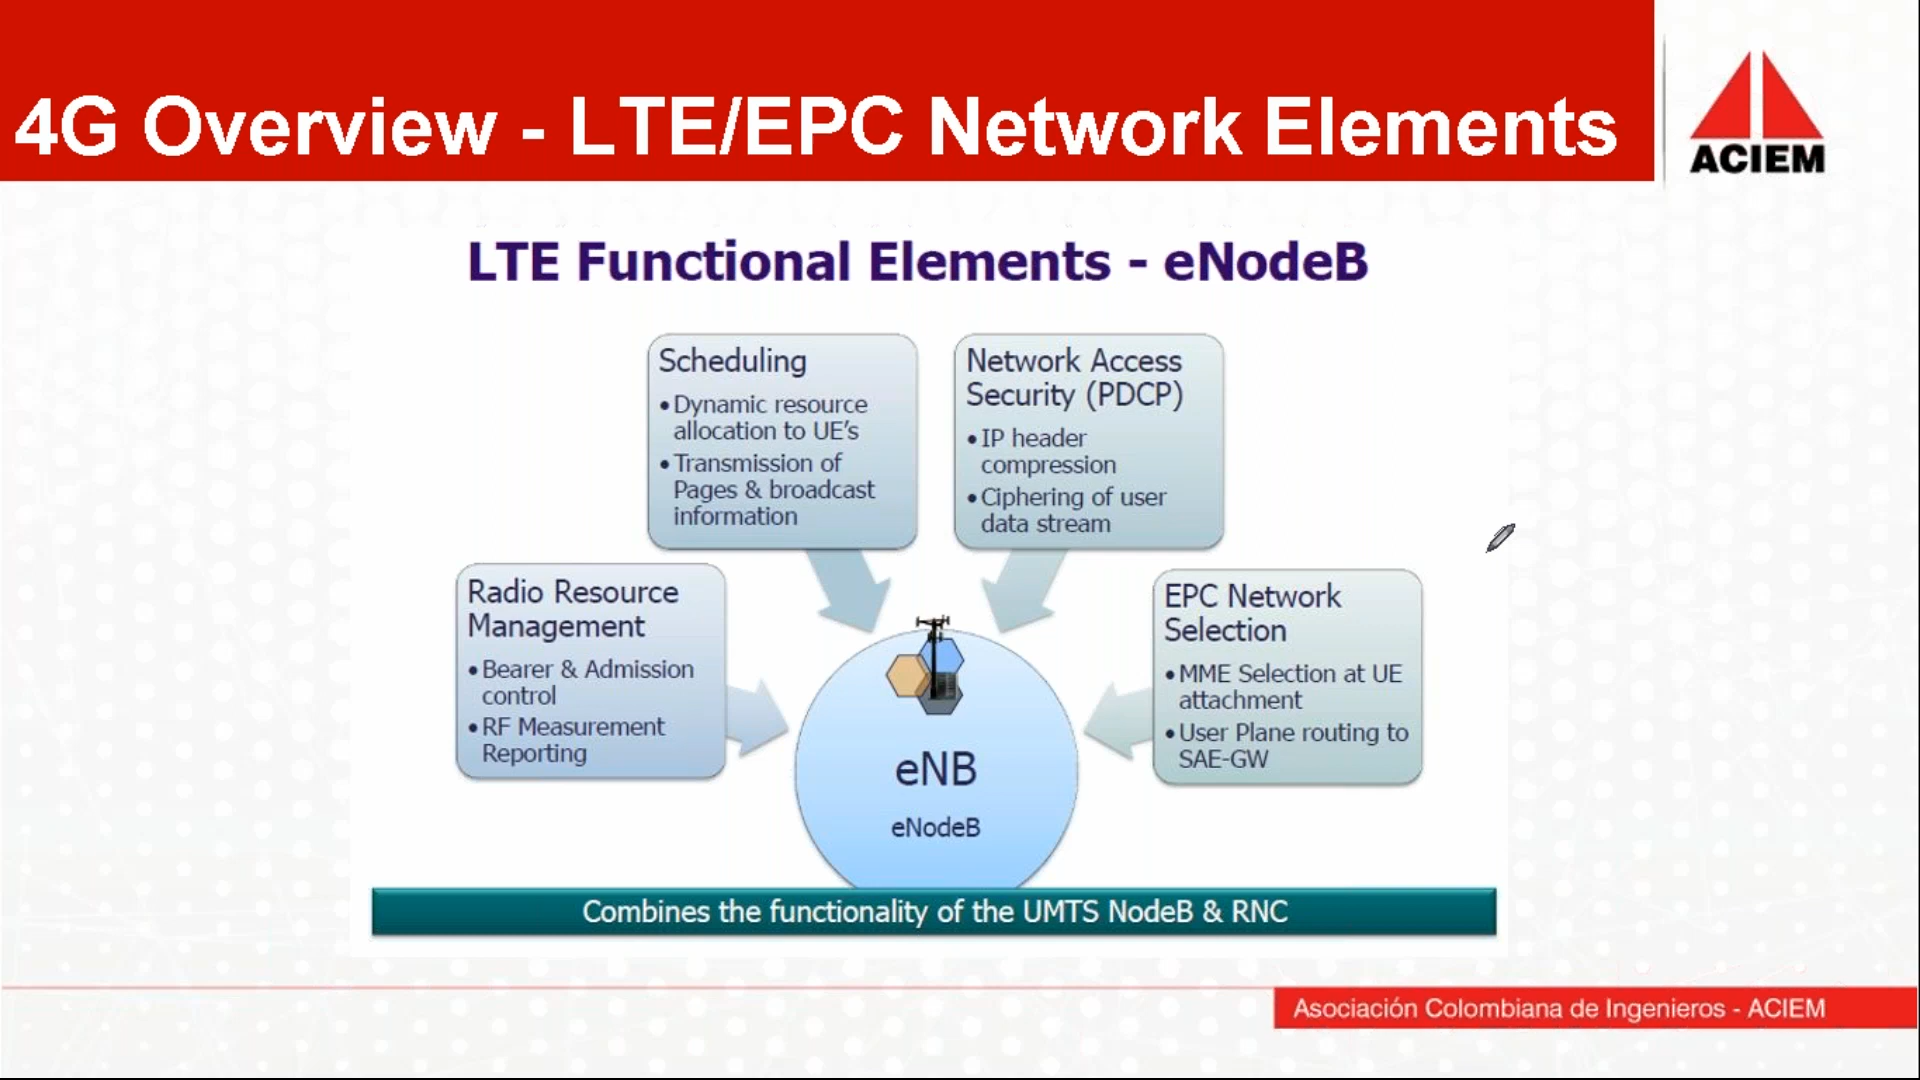 4G Overview - LTE/EPC Network Elements
ACIEM
LTE Functional Elements - eNodeB
Scheduling
•Dynamic resource
allocation to UE's
•Transmission of
Pages & broadcast
information
Network Access
Security (PDCP)
•IP header
compression
•Ciphering of user
data stream
Radio Resource
Management
•Bearer & Admission
control
•RF Measurement
Reporting
EPC Network
Selection
•MME Selection at UE
attachment
•User Plane routing to
SAE-GW
eNB
eNodeB
Combines the functionality of the UMTS NodeB & RNC
Asociación Colombiana de Ingenieros - ACIEM